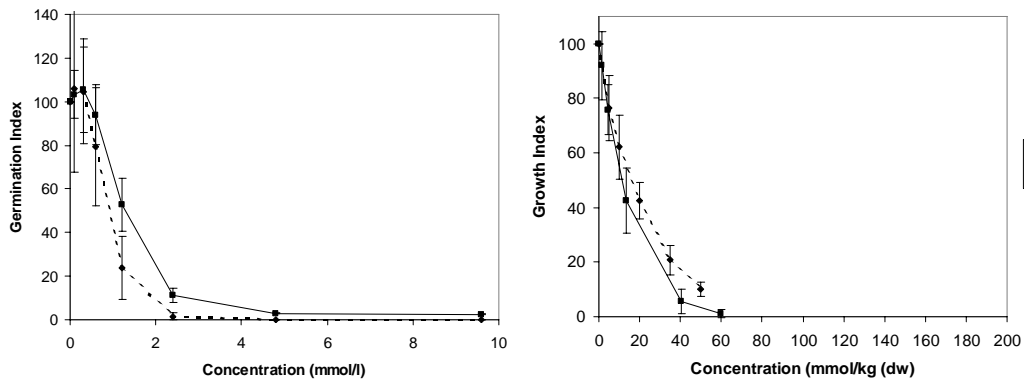 140
120
100
80
60
40
20
0
Germination Index
0 2 4 6 8 10
Concentration (mmol/l)
100
80
60
40
20
0
Growth Index
0 20 40 60 80 100 120 140 160 180 200
Concentration (mmol/kg (dw)